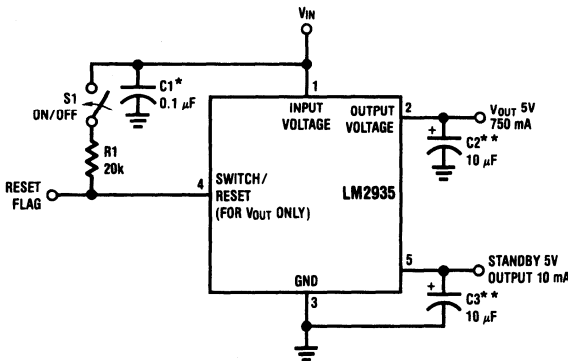 VIN
S1
ON/OFF
C1*
0.1 µF
R1
20k
RESET
FLAG
1
INPUT
VOLTAGE
OUTPUT
VOLTAGE
2
VOUT 5V
750 mA
C2**
10 µF
+
4
SWITCH/
RESET
(FOR VOUT ONLY)
LM2935
5
STANDBY 5V
OUTPUT 10 mA
+
C3**
10 µF
GND
3